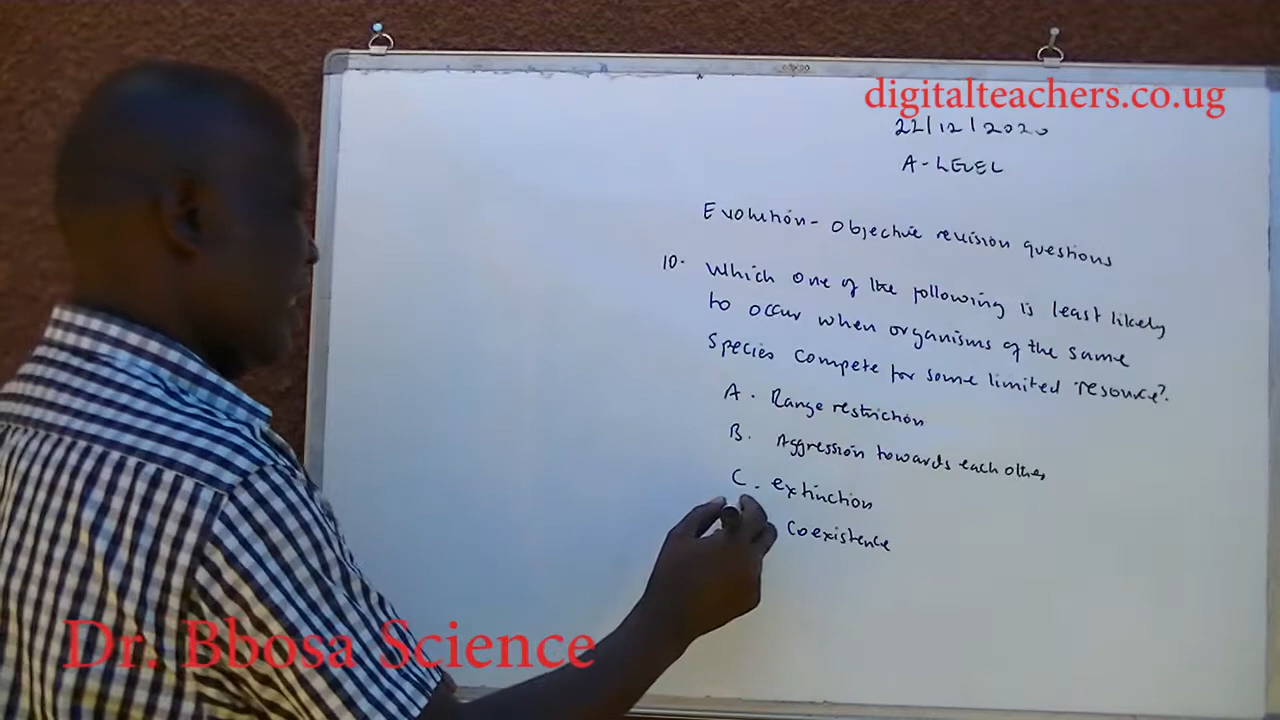 digitalteachers.co.ug
22/12/2020
A-LEVEL
Evolution - Objective revision questions
10. Which one of the following is least likely
to occur when organisms of the same
species compete for some limited resource?
A. Range restriction
B. Aggression towards each other
C. extinction
Coexistence
Dr. Bbosa Science